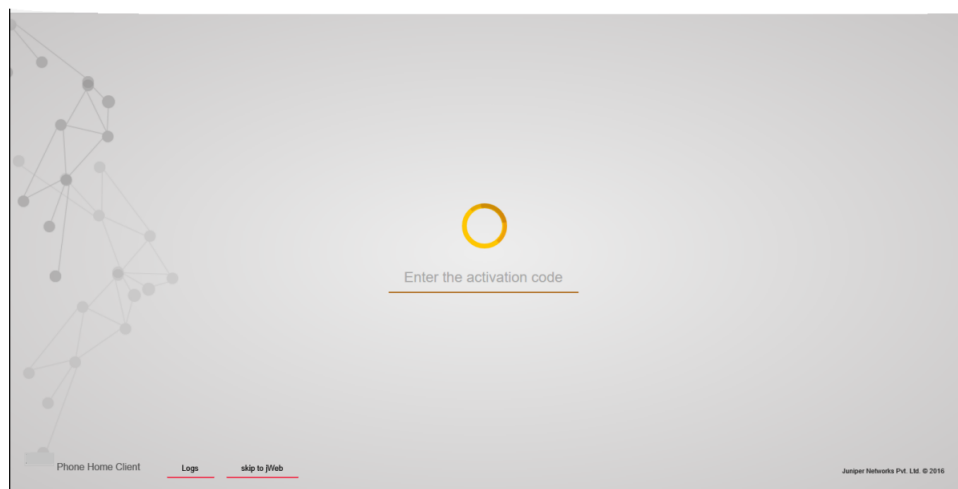 Enter the activation code
Phone Home Client Logs skip to jWeb Juniper Networks Pvt. Ltd. © 2016